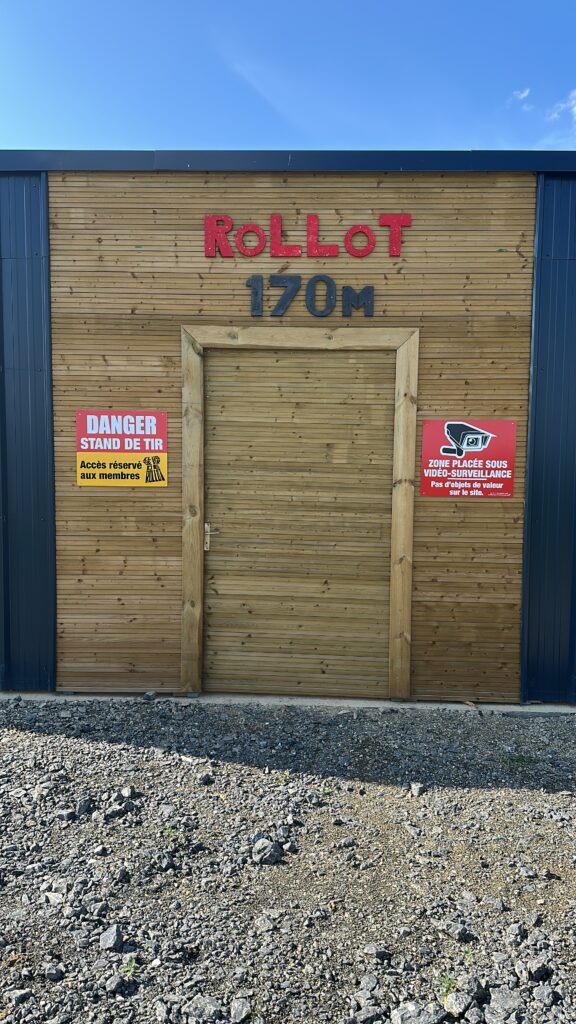 RoLLoT
170M
DANGER
STAND DE TIR
Accès réservé
aux membres
ZONE PLACÉE SOUS
VIDÉO-SURVEILLANCE
Pas d'objets de valeur
sur le site.